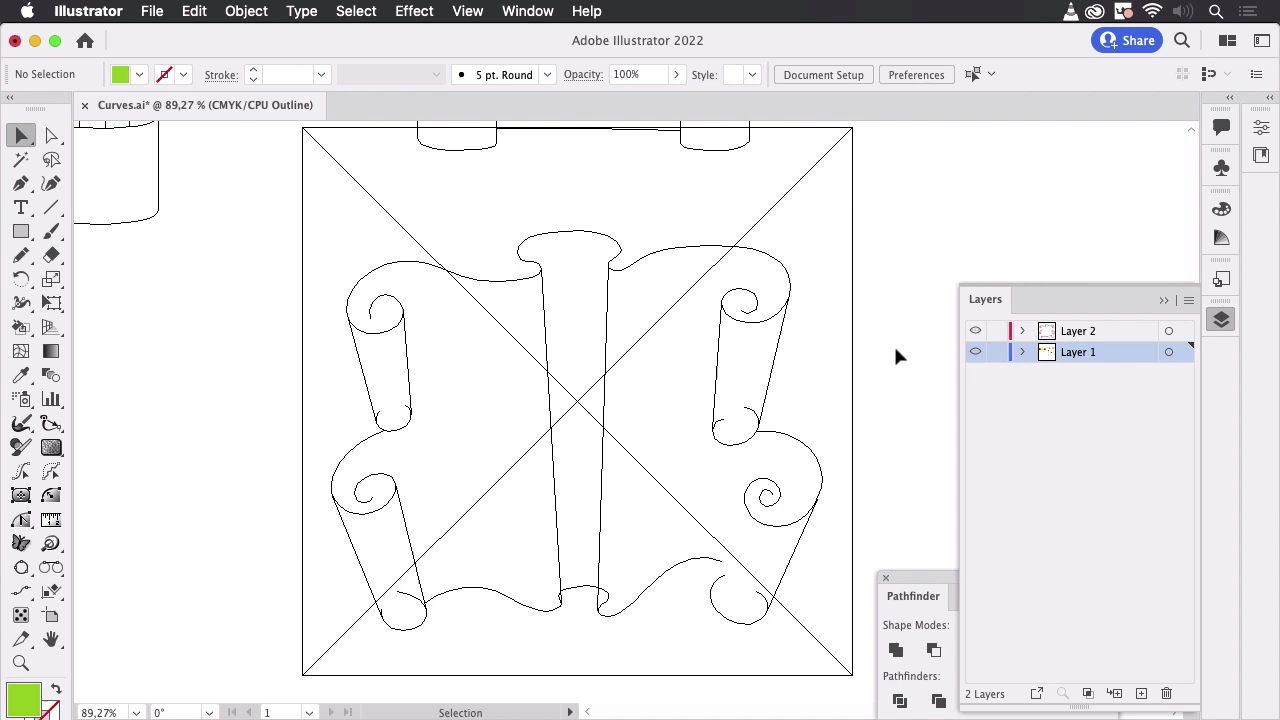 Illustrator File Edit Object Type Select Effect View Window Help
Adobe Illustrator 2022
Share
No Selection
Stroke:
5 pt. Round
Opacity: 100%
Style:
Document Setup
Preferences
Curves.ai* @ 89,27 % (CMYK/CPU Outline)
Layers
Layer 2
Layer 1
Pathfinder
Shape Modes:
Pathfinders:
2 Layers
89,27%
0°
1
Selection